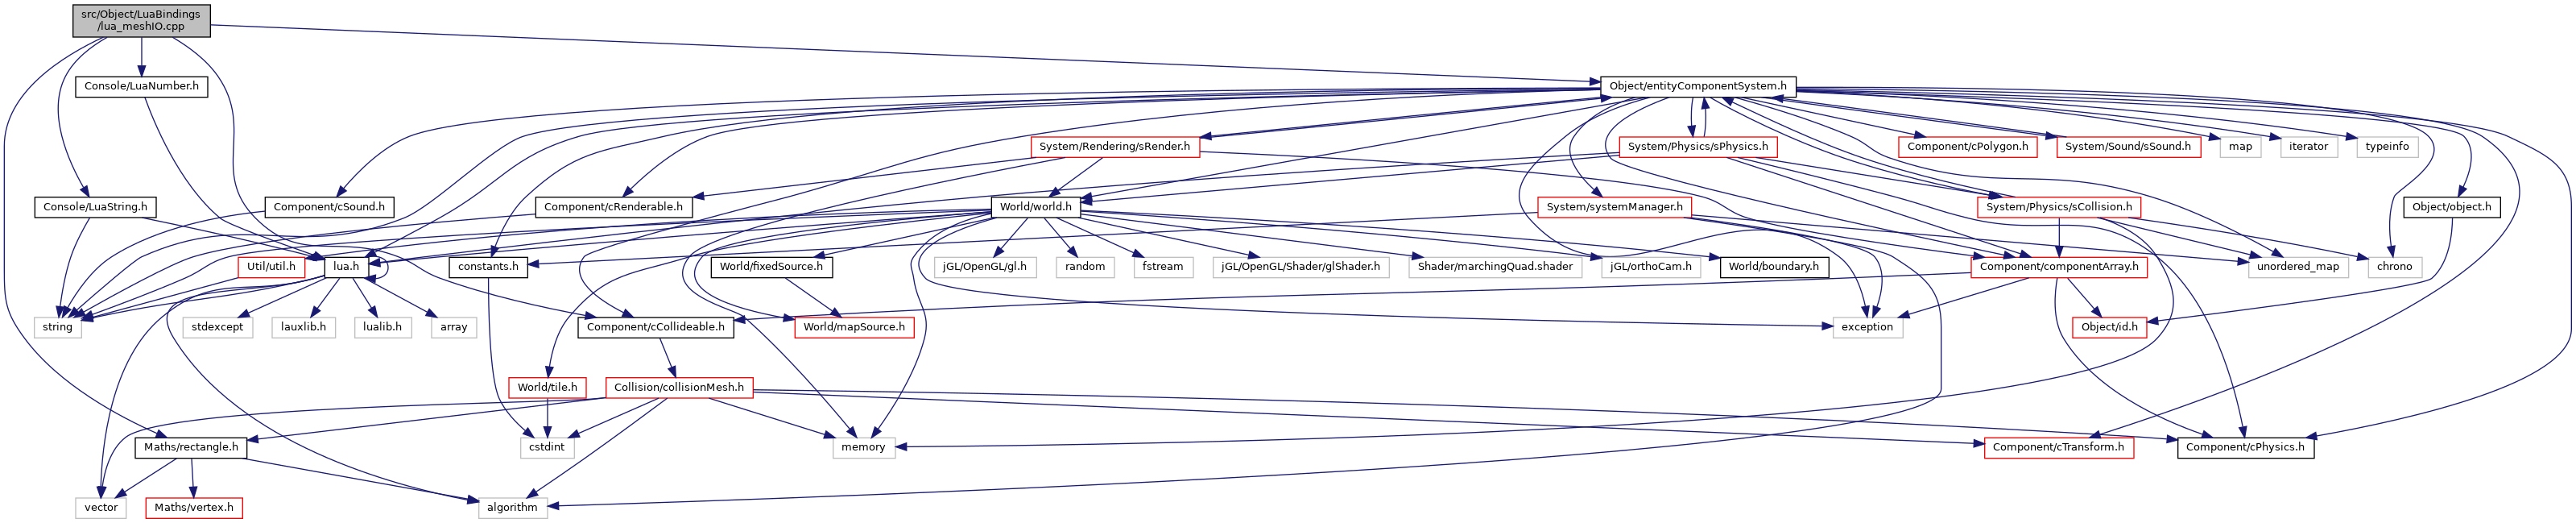 src/Object/LuaBindings
/lua_meshIO.cpp
Console/LuaNumber.h
Object/entityComponentSystem.h
System/Rendering/sRender.h
System/Physics/sPhysics.h
Component/cPolygon.h
System/Sound/sSound.h
map
iterator
typeinfo
Console/LuaString.h
Component/cSound.h
Component/cRenderable.h
World/world.h
System/systemManager.h
System/Physics/sCollision.h
Object/object.h
Util/util.h
lua.h
constants.h
World/fixedSource.h
jGL/OpenGL/gl.h
random
fstream
jGL/OpenGL/Shader/glShader.h
Shader/marchingQuad.shader
jGL/orthoCam.h
World/boundary.h
Component/componentArray.h
unordered_map
chrono
string
stdexcept
lauxlib.h
lualib.h
array
Component/cCollideable.h
World/mapSource.h
exception
Object/id.h
World/tile.h
Collision/collisionMesh.h
Maths/rectangle.h
cstdint
memory
Component/cTransform.h
Component/cPhysics.h
vector
Maths/vertex.h
algorithm